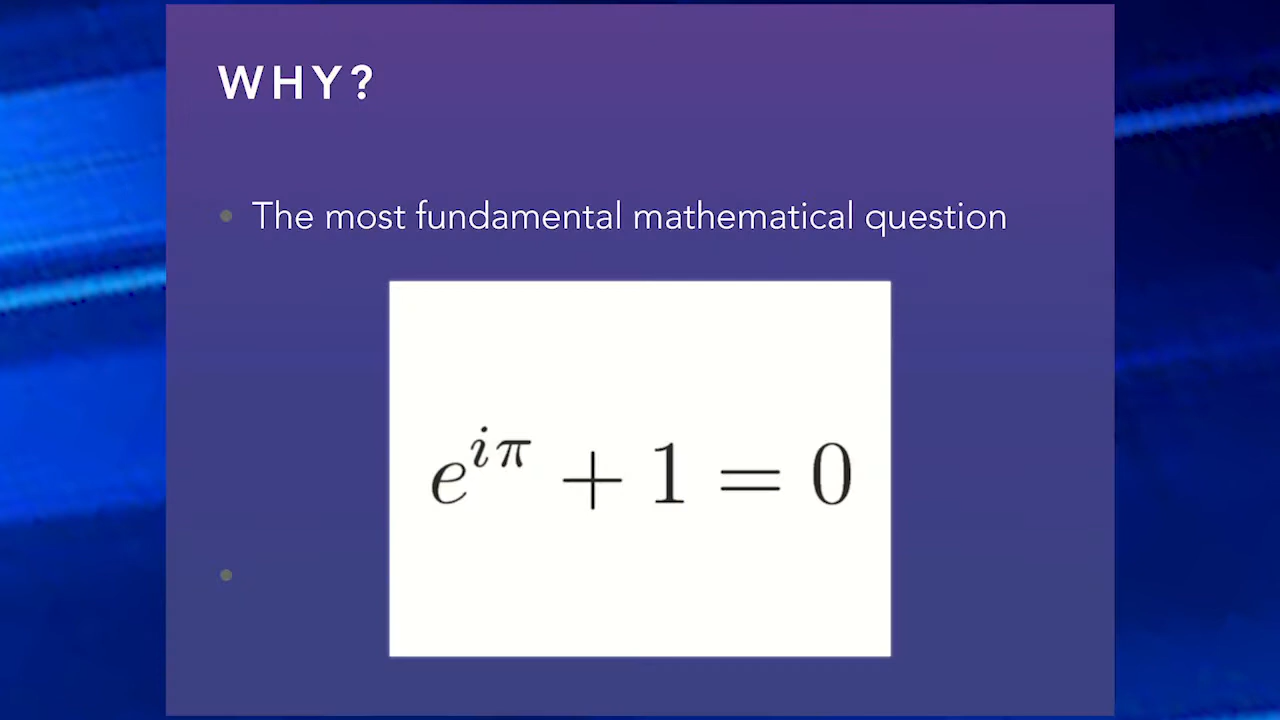 WHY?
• The most fundamental mathematical question
e^{iπ} + 1 = 0
•